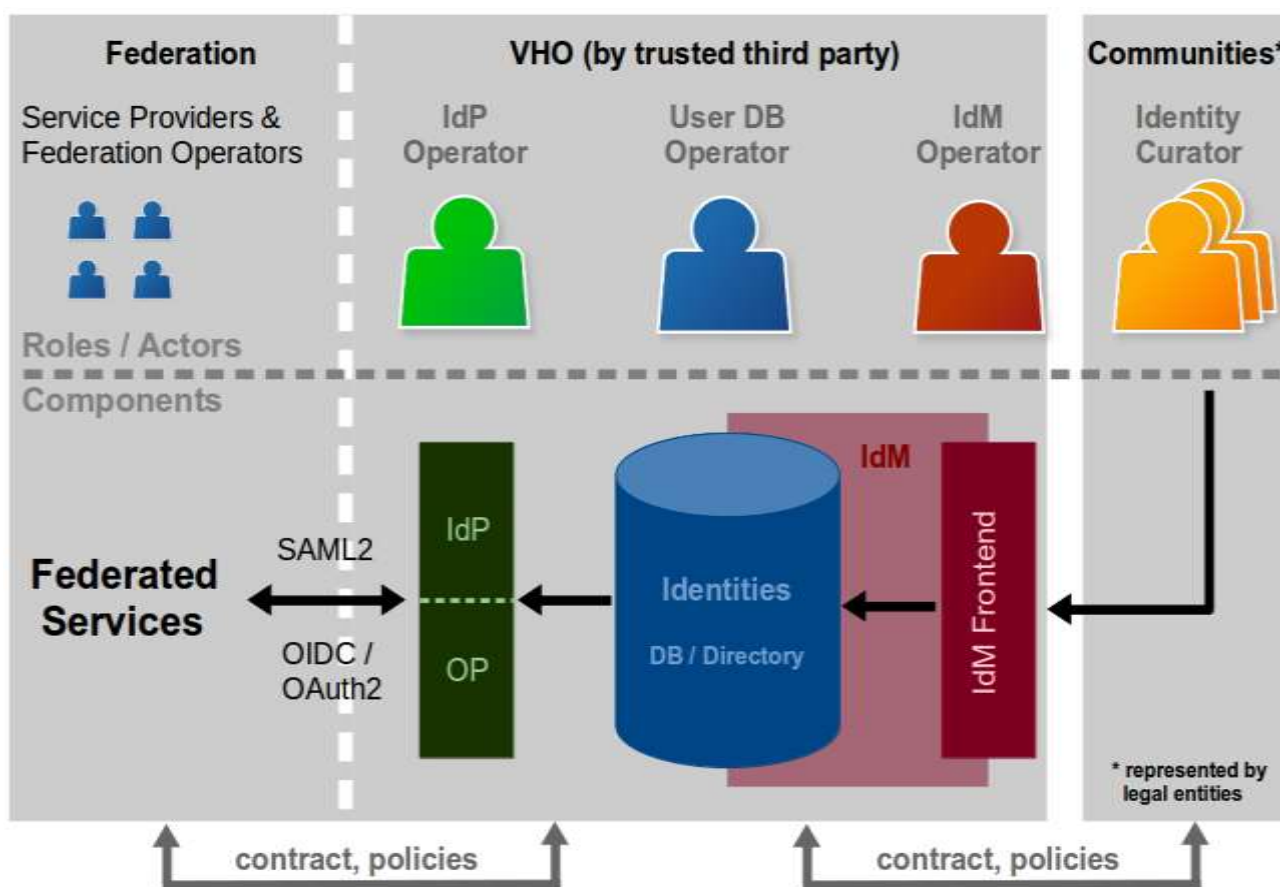 Federation
VHO (by trusted third party)
Communities*
Service Providers &
Federation Operators
IdP
Operator
User DB
Operator
IdM
Operator
Identity
Curator
Roles / Actors
Components
Federated
Services
SAML2
OIDC /
OAuth2
IdP
OP
Identities
DB / Directory
IdM
IdM Frontend
* represented by
legal entities
contract, policies
contract, policies